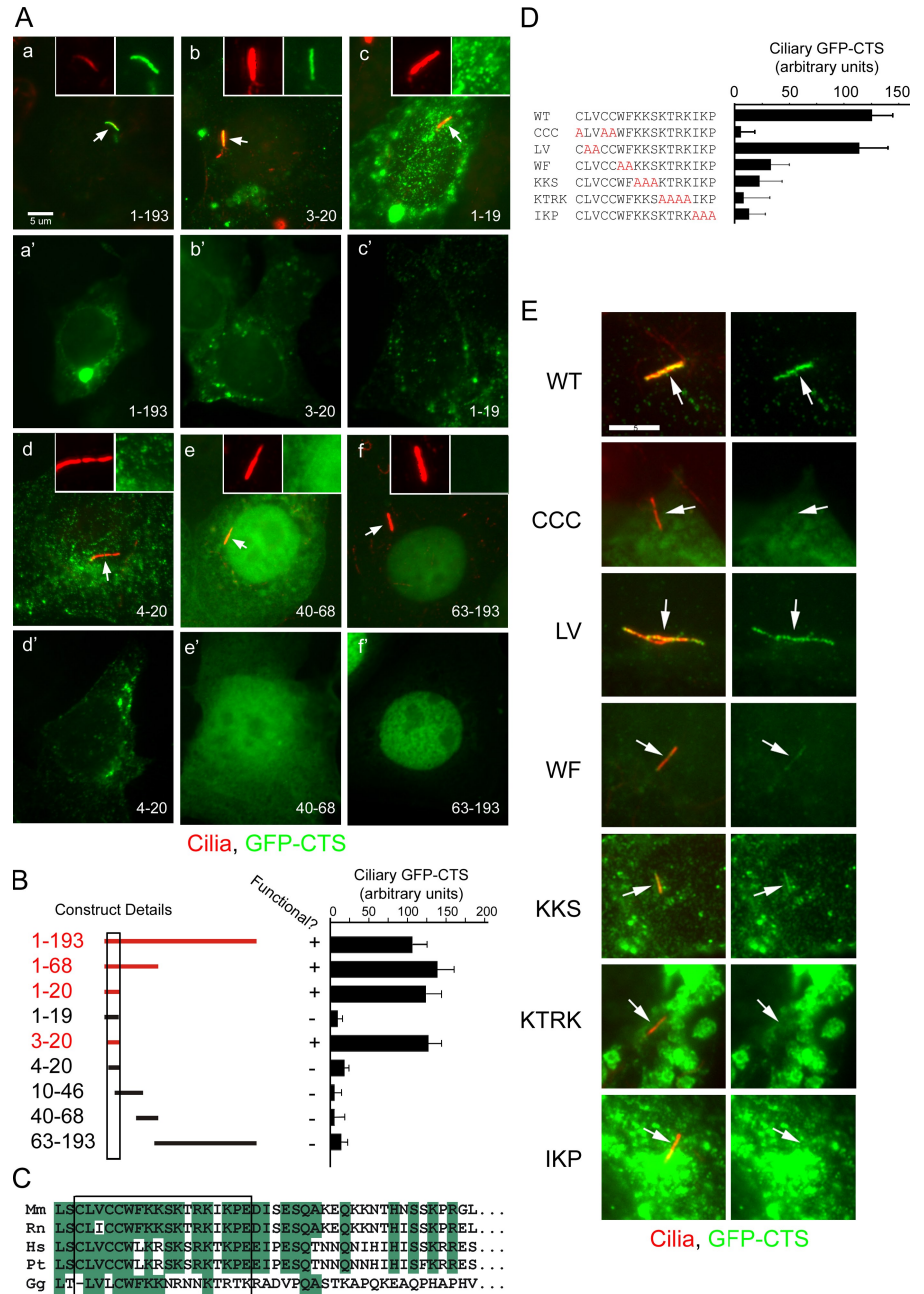 A
a
b
c
5 um
1-193
3-20
1-19
a'
b'
c'
1-193
3-20
1-19
d
e
f
4-20
40-68
63-193
d'
e'
f'
4-20
40-68
63-193
Cilia, GFP-CTS
B
Construct Details
Functional?
Ciliary GFP-CTS
(arbitrary units)
0 50 100 150 200
1-193 +
1-68 +
1-20 +
1-19 -
3-20 +
4-20 -
10-46 -
40-68 -
63-193 -
C
Mm LSCLVCCWFKKSKTRKIKPEDISESQAKEQKKNTHNSSKPRGL...
Rn LSCLICCWFKKSKTRKIKPEDISESQAKEQKKNTHNSSKPRGL...
Hs LSCLVCCWLKRSKSRKTKPEEIPESQTNNQNIHIHISSKRRES...
Pt LSCLVCCWLKRSKSRKTKPEEIPESQTNNQNNHIHISFKRRES...
Gg LT-LVLCWFKKNRNNKTRTKRADVPQASTKAPQKEAQPHAPHV...
D
Ciliary GFP-CTS
(arbitrary units)
0 50 100 150
WT CLVCCWFKKSKTRKIKP
CCC ALVAAWFKKSKTRKIKP
LV CAACCWFKKSKTRKIKP
WF CLVCCAAKKSKTRKIKP
KKS CLVCCWFAAAKTRKIKP
KTRK CLVCCWFKKSAAAAIKP
IKP CLVCCWFKKSKTRKAAA
E
WT
5
CCC
LV
WF
KKS
KTRK
IKP
Cilia, GFP-CTS